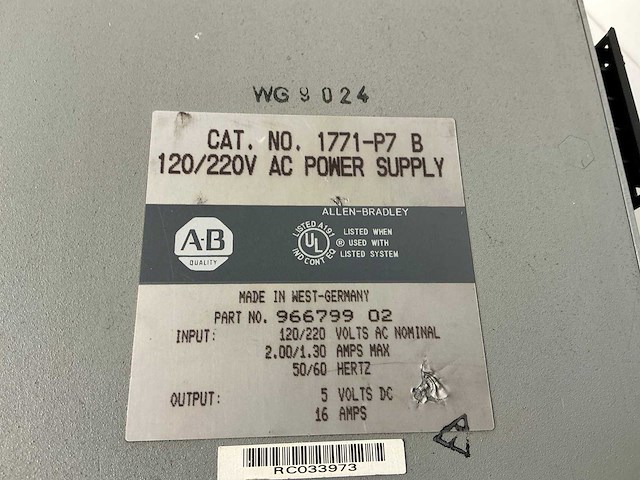 WG 9024
CAT. NO. 1771-P7 B
120/220V AC POWER SUPPLY
ALLEN-BRADLEY
A-B
QUALITY
LISTED A191
UL
IND CONT EQ
®
LISTED WHEN
USED WITH
LISTED SYSTEM
MADE IN WEST-GERMANY
PART NO. 966799 02
INPUT: 120/220 VOLTS AC NOMINAL
2.00/1.30 AMPS MAX
50/60 HERTZ
OUTPUT: 5 VOLTS DC
16 AMPS
RC033973